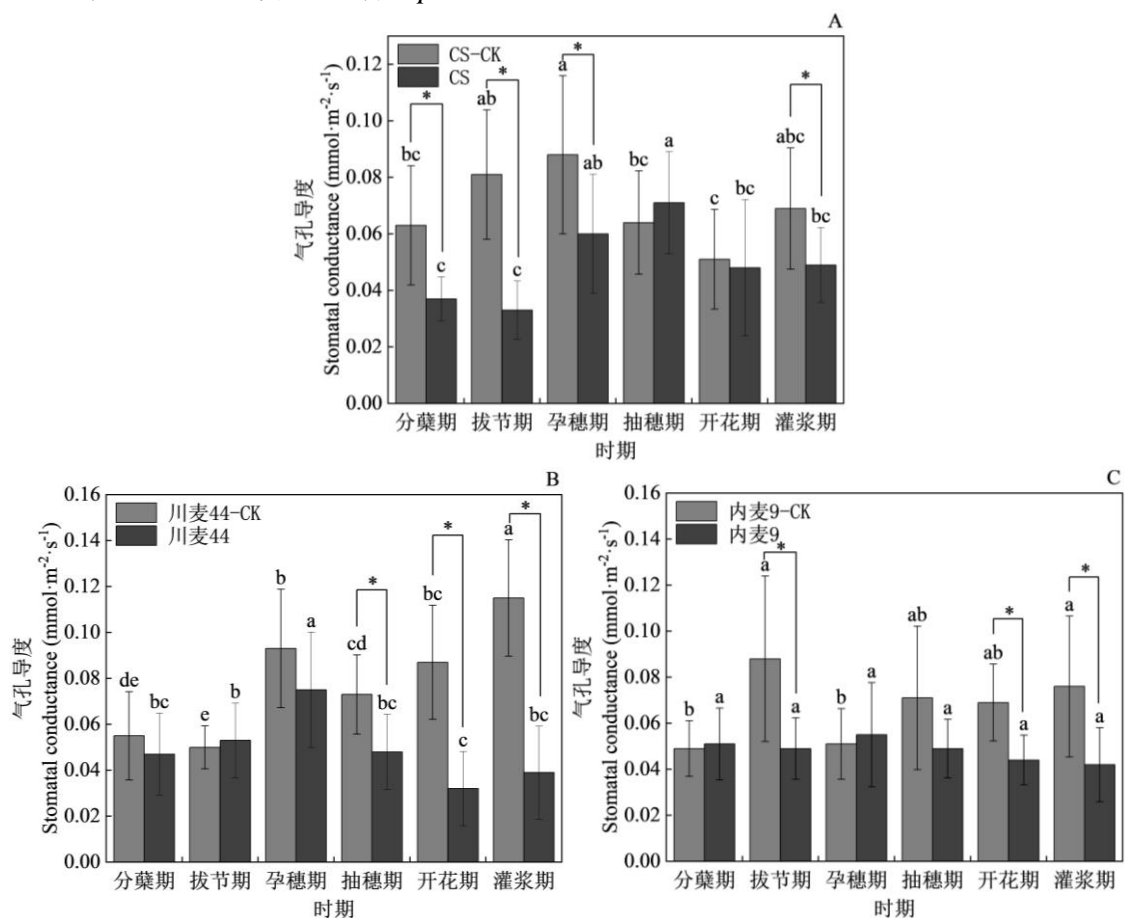 A
CS-CK
CS
气孔导度
Stomatal conductance (mmol·m⁻²·s⁻¹)
0.12
0.10
0.08
0.06
0.04
0.02
0.00
bc
*
c
ab
*
c
a
*
ab
bc
a
c
bc
abc
*
bc
分蘖期 拔节期 孕穗期 抽穗期 开花期 灌浆期
时期
B
川麦44-CK
川麦44
气孔导度
Stomatal conductance (mmol·m⁻²·s⁻¹)
0.16
0.14
0.12
0.10
0.08
0.06
0.04
0.02
0.00
de
bc
e
b
b
a
cd
*
bc
bc
*
c
a
*
bc
分蘖期 拔节期 孕穗期 抽穗期 开花期 灌浆期
时期
C
内麦9-CK
内麦9
气孔导度
Stomatal conductance (mmol·m⁻²·s⁻¹)
0.16
0.14
0.12
0.10
0.08
0.06
0.04
0.02
0.00
b
a
a
*
a
b
a
ab
a
ab
*
a
a
*
a
分蘖期 拔节期 孕穗期 抽穗期 开花期 灌浆期
时期